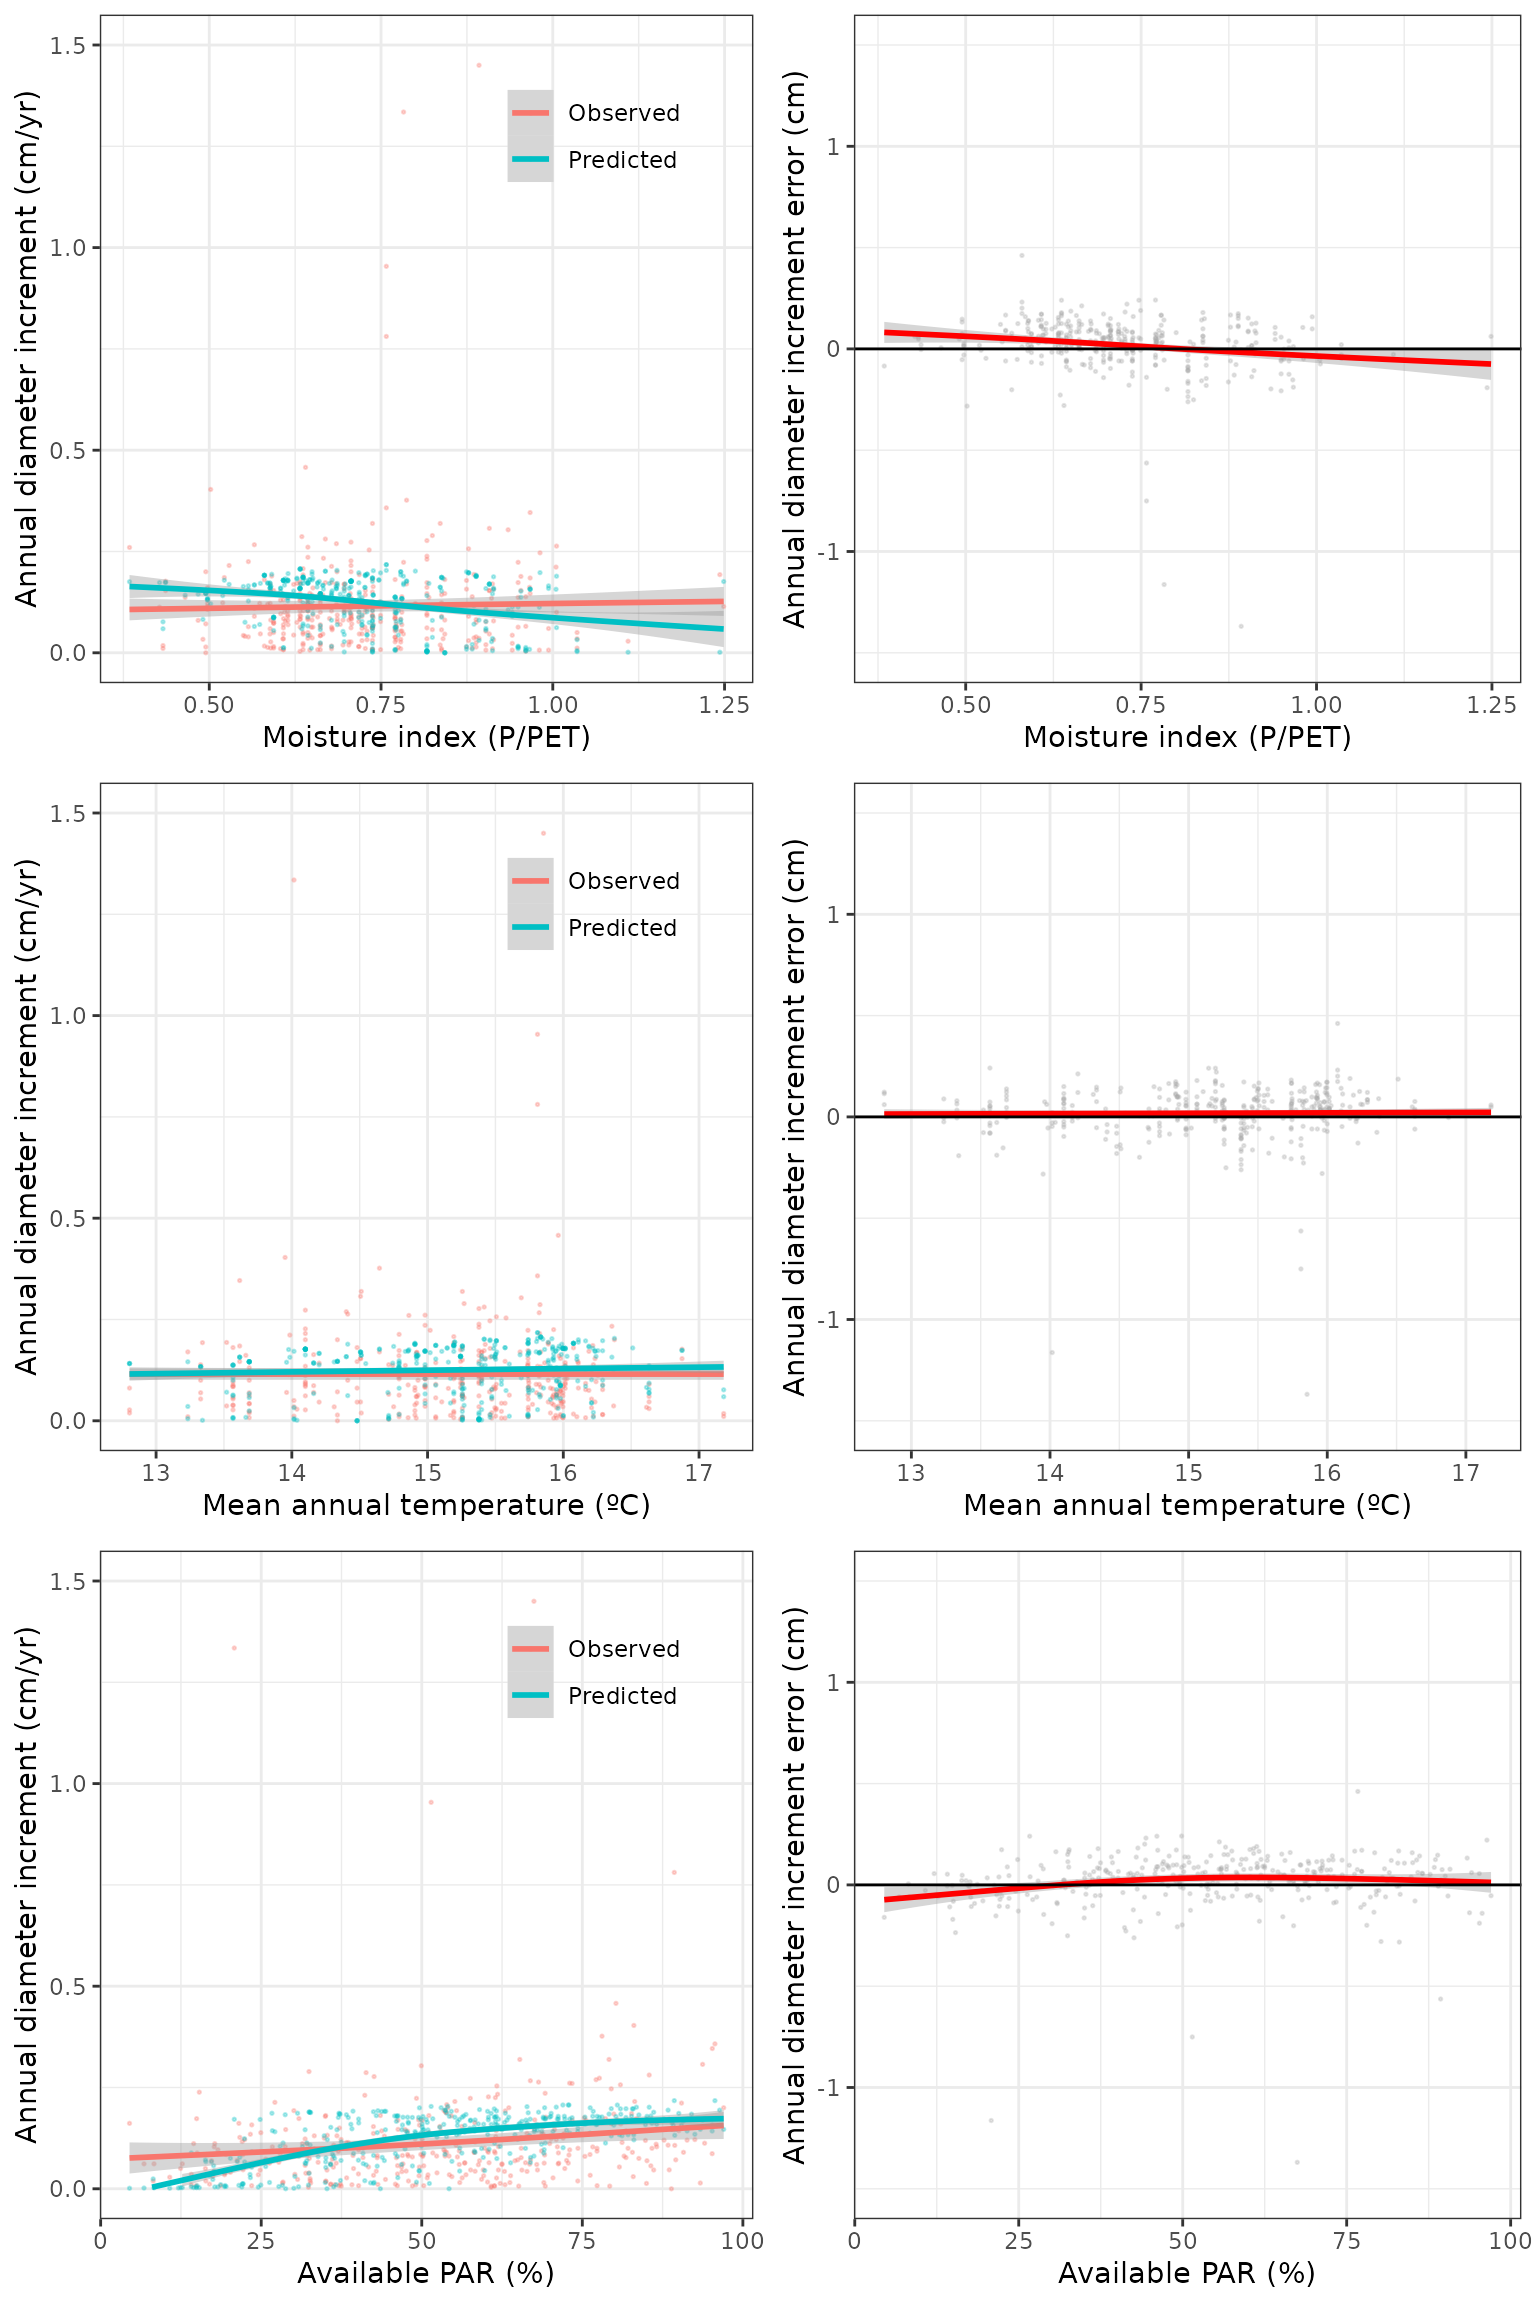 Annual diameter increment (cm/yr)
1.5
1.0
0.5
0.0
Observed
Predicted
0.50 0.75 1.00 1.25
Moisture index (P/PET)
Annual diameter increment error (cm)
1
0
-1
0.50 0.75 1.00 1.25
Moisture index (P/PET)
Annual diameter increment (cm/yr)
1.5
1.0
0.5
0.0
Observed
Predicted
13 14 15 16 17
Mean annual temperature (ºC)
Annual diameter increment error (cm)
1
0
-1
13 14 15 16 17
Mean annual temperature (ºC)
Annual diameter increment (cm/yr)
1.5
1.0
0.5
0.0
Observed
Predicted
0 25 50 75 100
Available PAR (%)
Annual diameter increment error (cm)
1
0
-1
0 25 50 75 100
Available PAR (%)